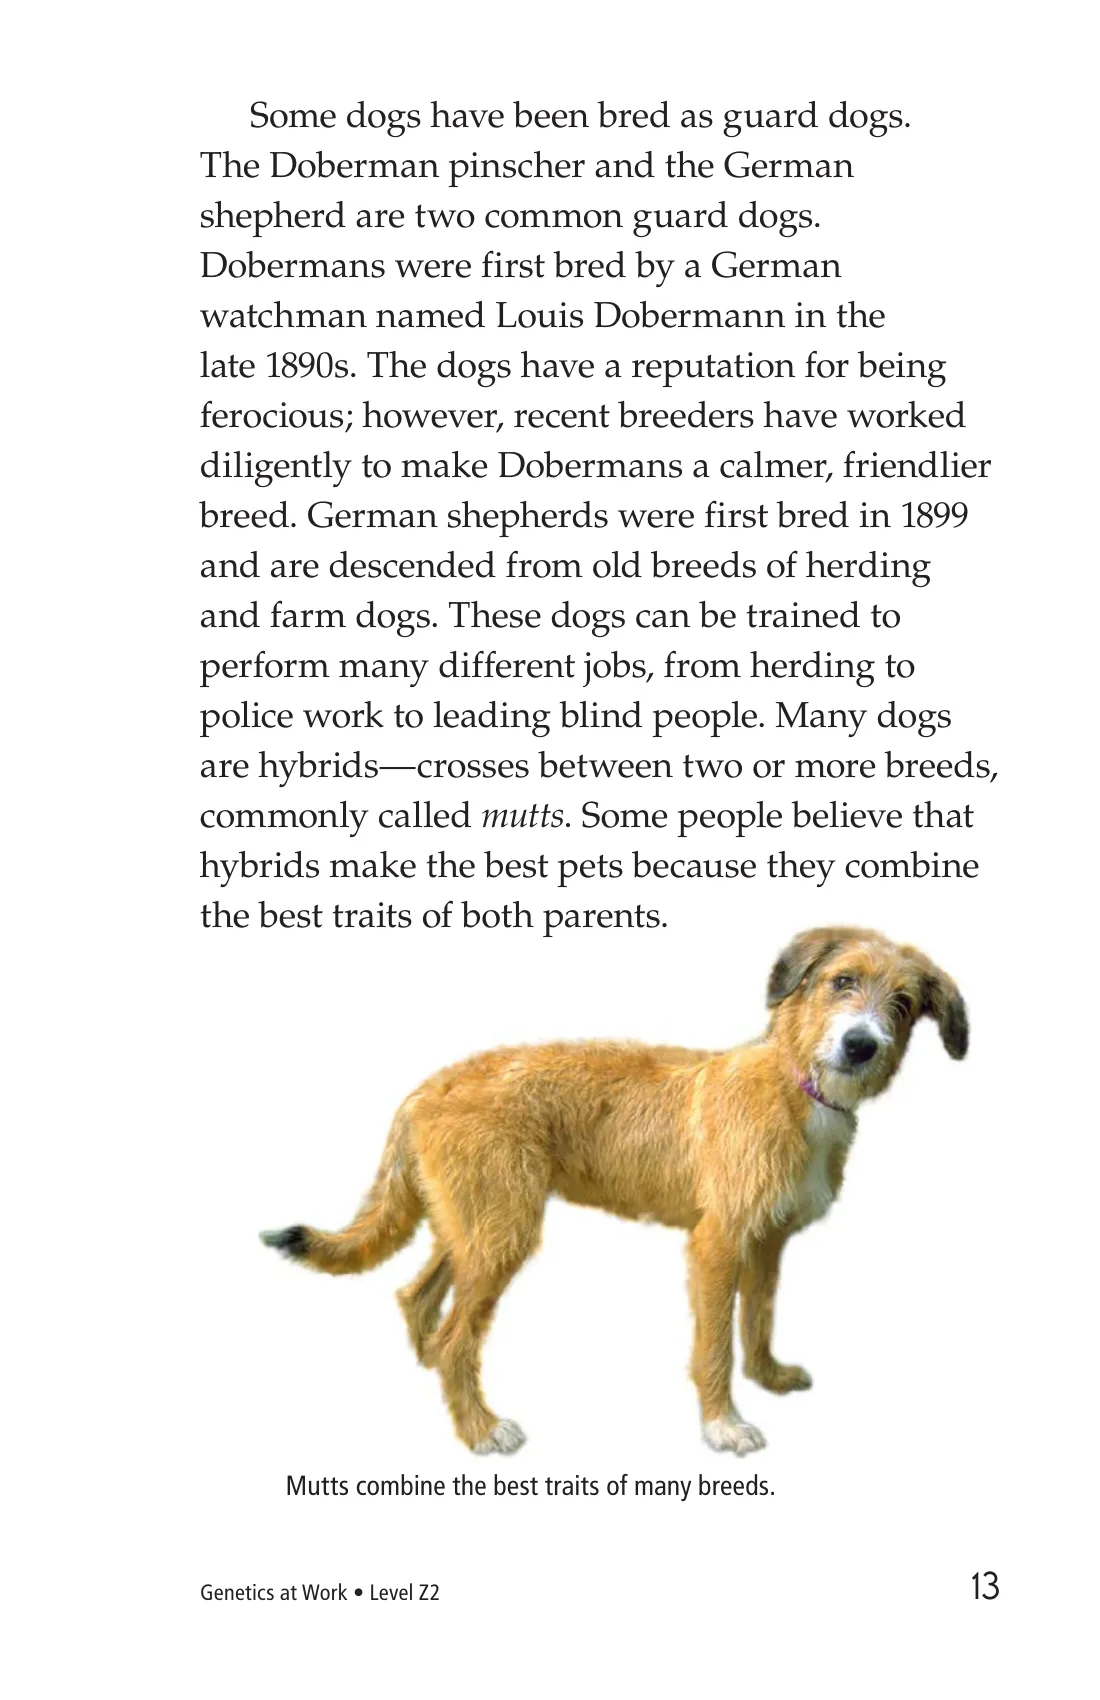 Some dogs have been bred as guard dogs.
The Doberman pinscher and the German
shepherd are two common guard dogs.
Dobermans were first bred by a German
watchman named Louis Dobermann in the
late 1890s. The dogs have a reputation for being
ferocious; however, recent breeders have worked
diligently to make Dobermans a calmer, friendlier
breed. German shepherds were first bred in 1899
and are descended from old breeds of herding
and farm dogs. These dogs can be trained to
perform many different jobs, from herding to
police work to leading blind people. Many dogs
are hybrids—crosses between two or more breeds,
commonly called mutts. Some people believe that
hybrids make the best pets because they combine
the best traits of both parents.
Mutts combine the best traits of many breeds.
Genetics at Work • Level Z2
13